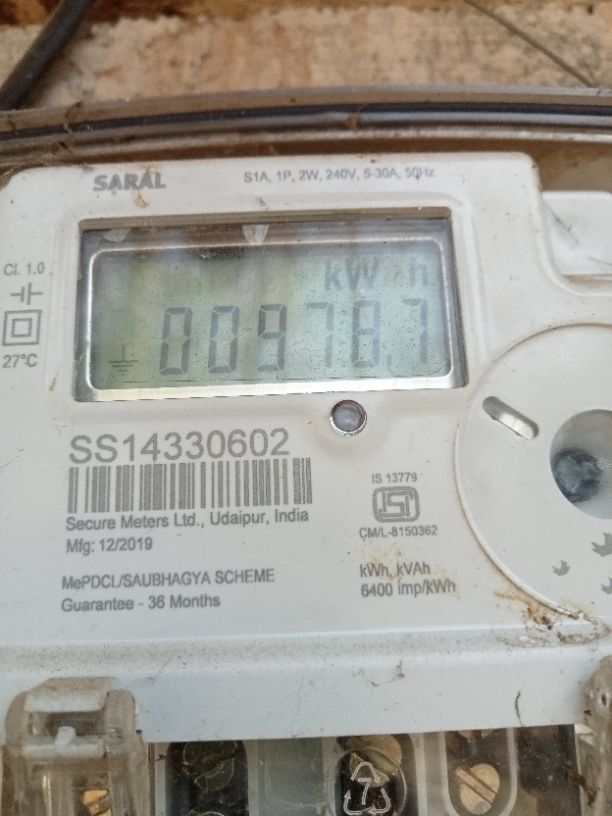 SARAL
S1A, 1P, 2W, 240V, 5-30A, 50Hz
Cl. 1.0
27°C
kW h
00978.7
SS14330602
Secure Meters Ltd., Udaipur, India
Mfg: 12/2019
MePDCL/SAUBHAGYA SCHEME
Guarantee - 36 Months
IS 13779
ISI
CM/L-8150362
kWh, kVAh
6400 imp/kWh
7